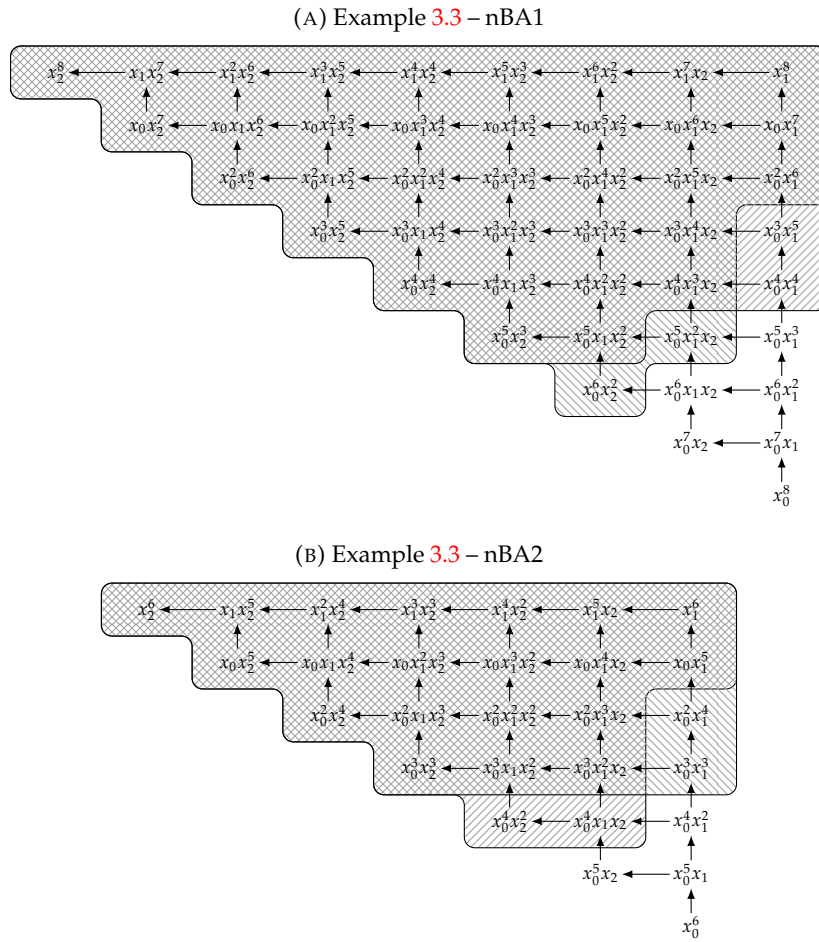 (A) Example 3.3 – nBA1
x_2^8 x_1x_2^7 x_1^2x_2^6 x_1^3x_2^5 x_1^4x_2^4 x_1^5x_2^3 x_1^6x_2^2 x_1^7x_2 x_1^8
x_0x_2^7 x_0x_1x_2^6 x_0x_1^2x_2^5 x_0x_1^3x_2^4 x_0x_1^4x_2^3 x_0x_1^5x_2^2 x_0x_1^6x_2 x_0x_1^7
x_0^2x_2^6 x_0^2x_1x_2^5 x_0^2x_1^2x_2^4 x_0^2x_1^3x_2^3 x_0^2x_1^4x_2^2 x_0^2x_1^5x_2 x_0^2x_1^6
x_0^3x_2^5 x_0^3x_1x_2^4 x_0^3x_1^2x_2^3 x_0^3x_1^3x_2^2 x_0^3x_1^4x_2 x_0^3x_1^5
x_0^4x_2^4 x_0^4x_1x_2^3 x_0^4x_1^2x_2^2 x_0^4x_1^3x_2 x_0^4x_1^4
x_0^5x_2^3 x_0^5x_1x_2^2 x_0^5x_1^2x_2 x_0^5x_1^3
x_0^6x_2^2 x_0^6x_1x_2 x_0^6x_1^2
x_0^7x_2 x_0^7x_1
x_0^8
(B) Example 3.3 – nBA2
x_2^6 x_1x_2^5 x_1^2x_2^4 x_1^3x_2^3 x_1^4x_2^2 x_1^5x_2 x_1^6
x_0x_2^5 x_0x_1x_2^4 x_0x_1^2x_2^3 x_0x_1^3x_2^2 x_0x_1^4x_2 x_0x_1^5
x_0^2x_2^4 x_0^2x_1x_2^3 x_0^2x_1^2x_2^2 x_0^2x_1^3x_2 x_0^2x_1^4
x_0^3x_2^3 x_0^3x_1x_2^2 x_0^3x_1^2x_2 x_0^3x_1^3
x_0^4x_2^2 x_0^4x_1x_2 x_0^4x_1^2
x_0^5x_2 x_0^5x_1
x_0^6